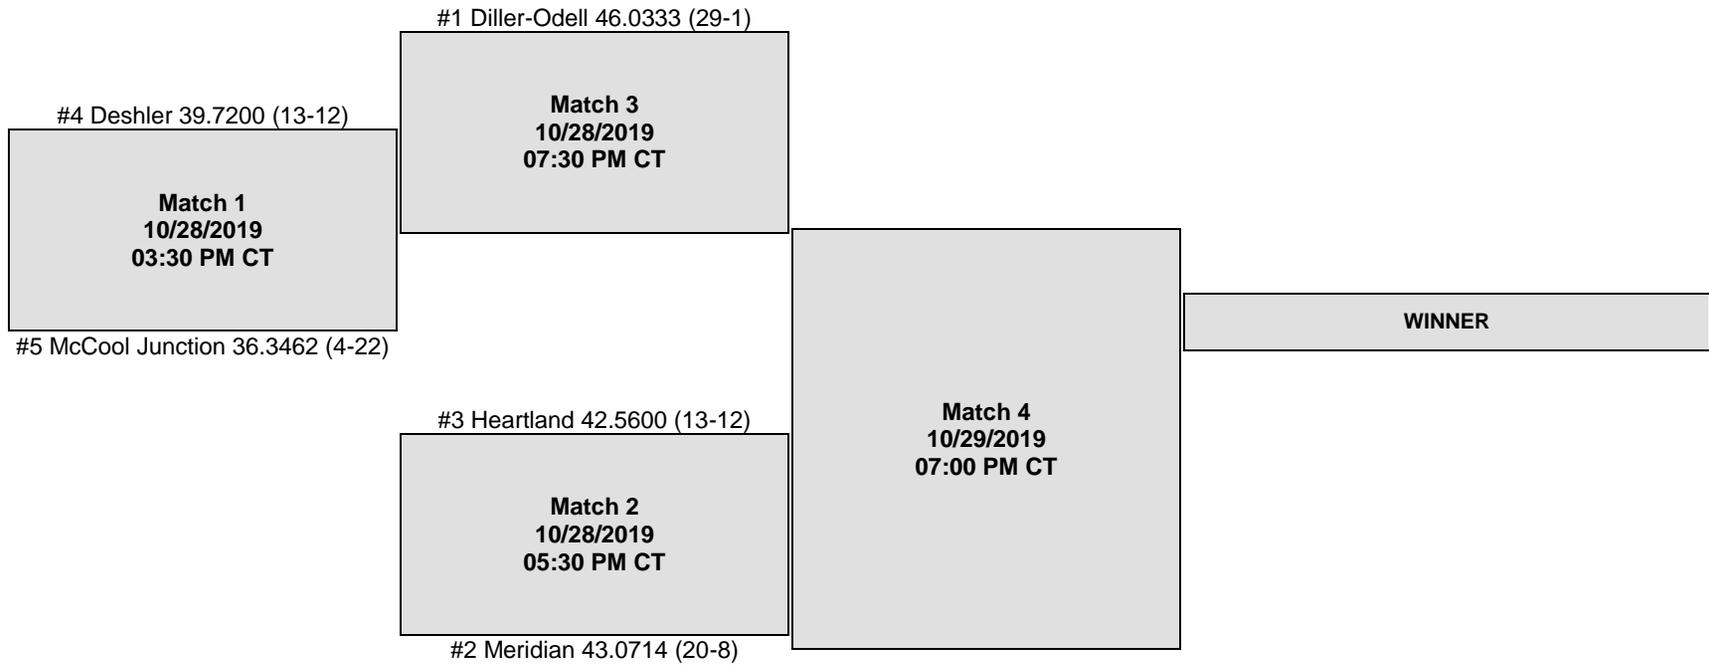 #1 Diller-Odell 46.0333 (29-1)
Match 3
10/28/2019
07:30 PM CT
#4 Deshler 39.7200 (13-12)
Match 1
10/28/2019
03:30 PM CT
#5 McCool Junction 36.3462 (4-22)
#3 Heartland 42.5600 (13-12)
Match 2
10/28/2019
05:30 PM CT
#2 Meridian 43.0714 (20-8)
Match 4
10/29/2019
07:00 PM CT
WINNER